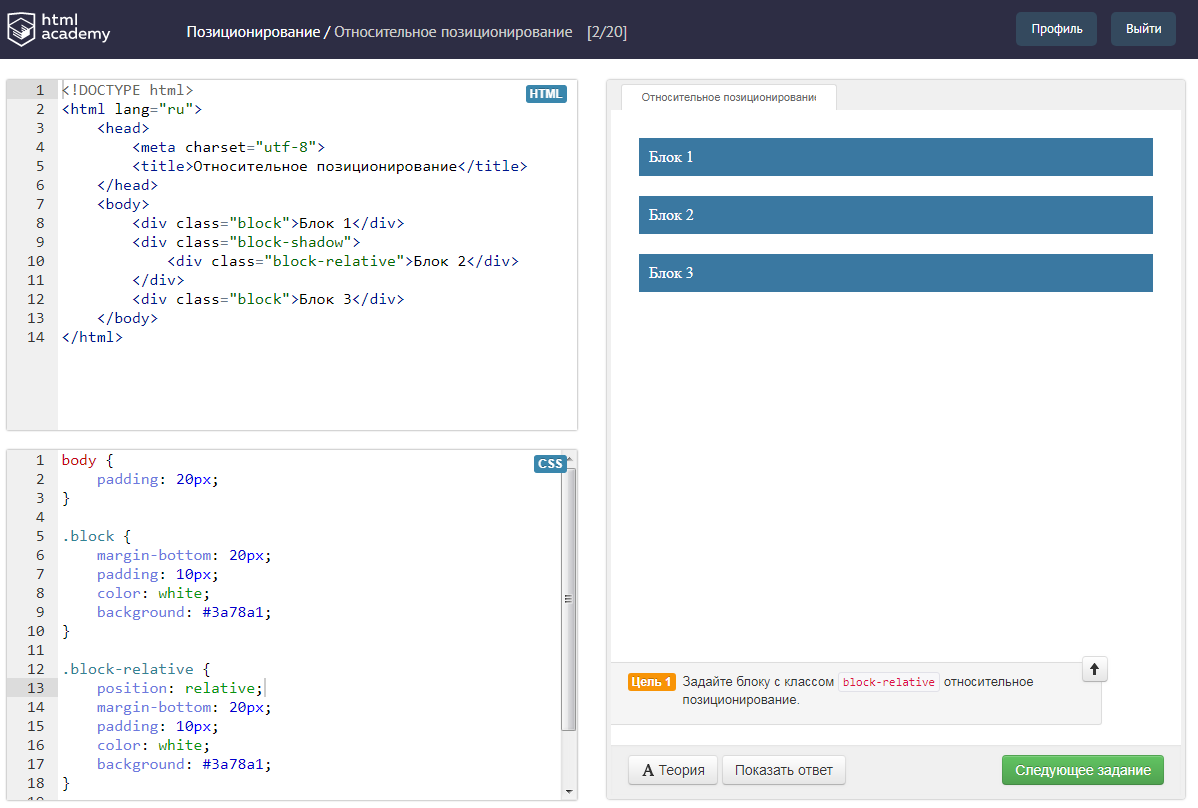 html
academy
Позиционирование / Относительное позиционирование [2/20]
Профиль
Выйти
HTML
1 <!DOCTYPE html>
2 <html lang="ru">
3 <head>
4 <meta charset="utf-8">
5 <title>Относительное позиционирование</title>
6 </head>
7 <body>
8 <div class="block">Блок 1</div>
9 <div class="block-shadow">
10 <div class="block-relative">Блок 2</div>
11 </div>
12 <div class="block">Блок 3</div>
13 </body>
14 </html>
CSS
1 body {
2 padding: 20px;
3 }
4
5 .block {
6 margin-bottom: 20px;
7 padding: 10px;
8 color: white;
9 background: #3a78a1;
10 }
11
12 .block-relative {
13 position: relative;
14 margin-bottom: 20px;
15 padding: 10px;
16 color: white;
17 background: #3a78a1;
18 }
Относительное позиционировани
Блок 1
Блок 2
Блок 3
Цель 1 Задайте блоку с классом block-relative относительное
позиционирование.
A Теория
Показать ответ
Следующее задание